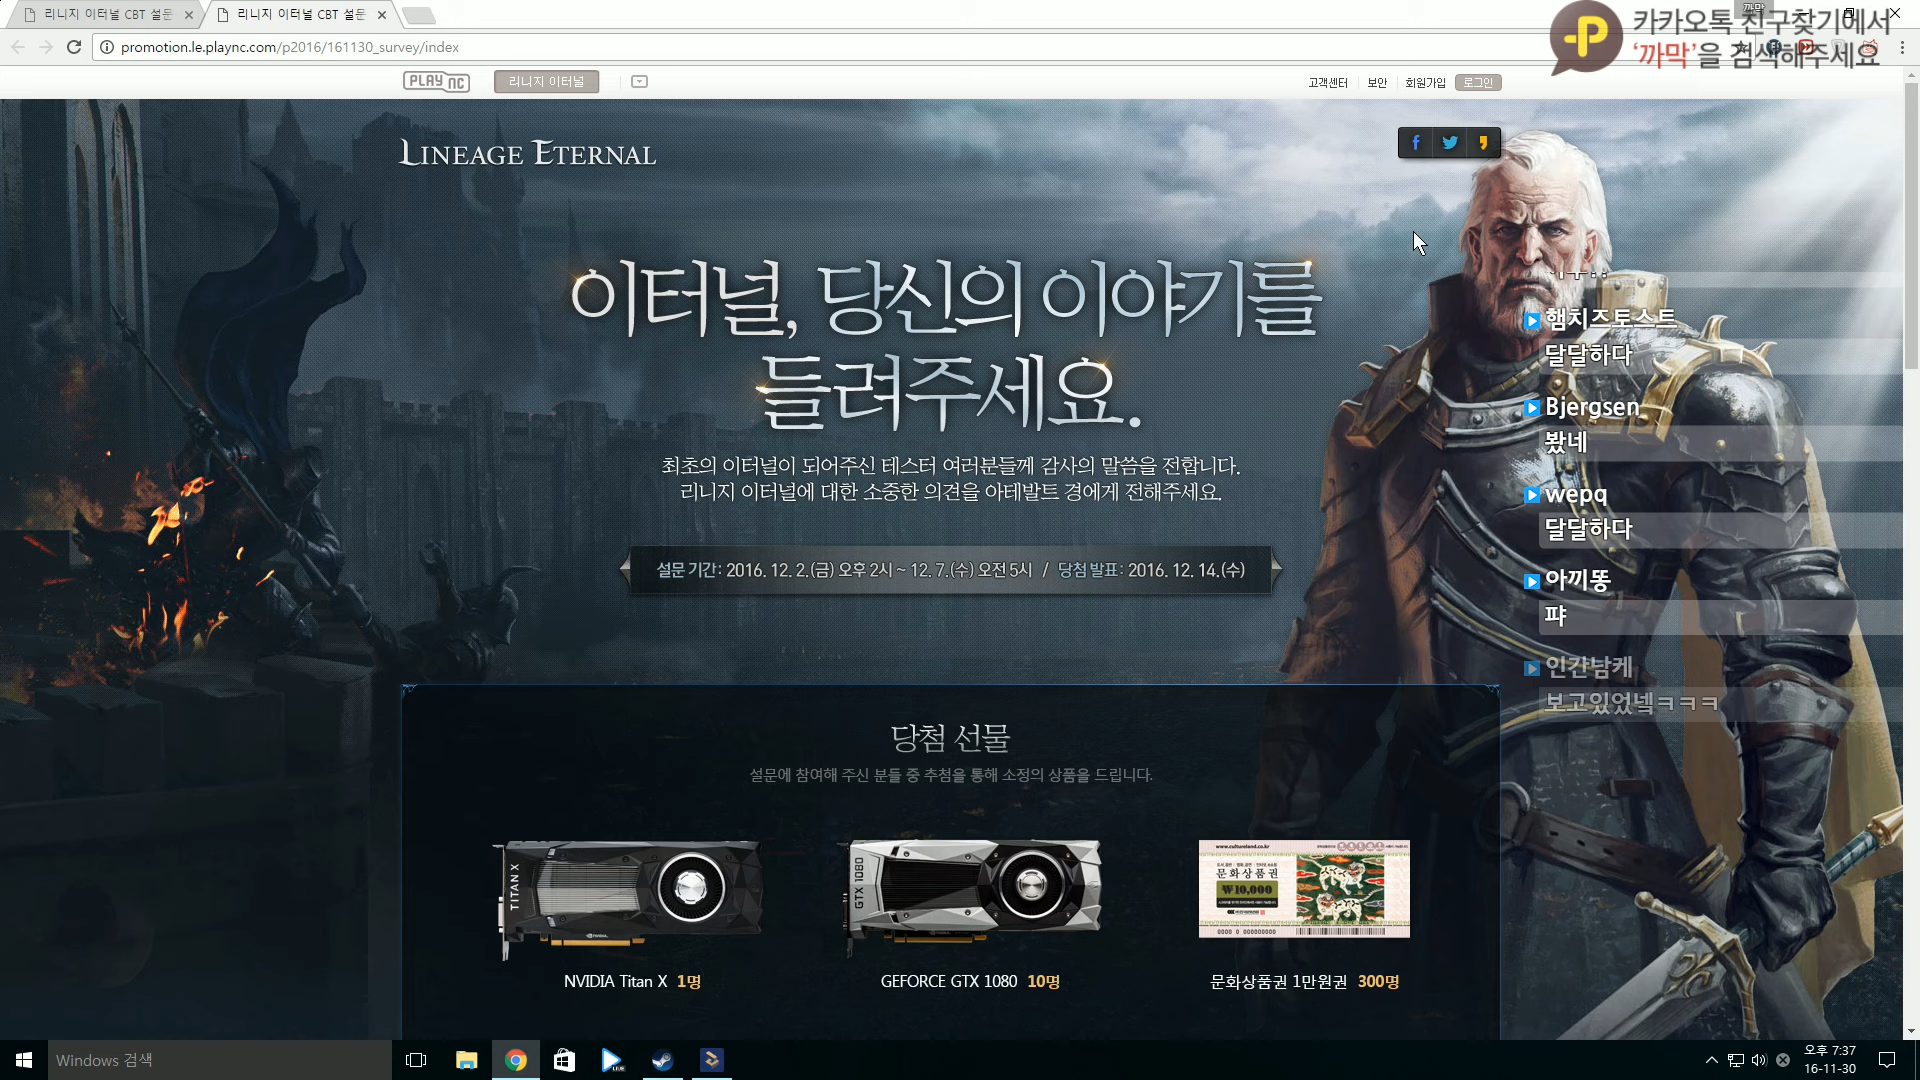 리니지 이터널 CBT 설문
리니지 이터널 CBT 설문
까막
카카오톡 친구찾기에서
'까막'을 검색해주세요
promotion.le.plaync.com/p2016/161130_survey/index
PLAY NC
리니지 이터널
고객센터
보안
회원가입
로그인
LINEAGE ETERNAL
이터널, 당신의 이야기를
들려주세요.
최초의 이터널이 되어주신 테스터 여러분들께 감사의 말씀을 전합니다.
리니지 이터널에 대한 소중한 의견을 아테발트 경에게 전해주세요.
설문 기간: 2016. 12. 2.(금) 오후 2시 ~ 12. 7.(수) 오전 5시 / 당첨 발표: 2016. 12. 14.(수)
햄치즈토스트
달달하다
Bjergsen
봤네
wepq
달달하다
아끼똥
퍄
인간남케
보고있었넼ㅋㅋㅋ
당첨 선물
설문에 참여해 주신 분들 중 추첨을 통해 소정의 상품을 드립니다.
TITAN X
GTX 1080
www.cultureland.co.kr
문화상품권
₩10,000
NVIDIA Titan X 1명
GEFORCE GTX 1080 10명
문화상품권 1만원권 300명
Windows 검색
LIVE
오후 7:37
16-11-30